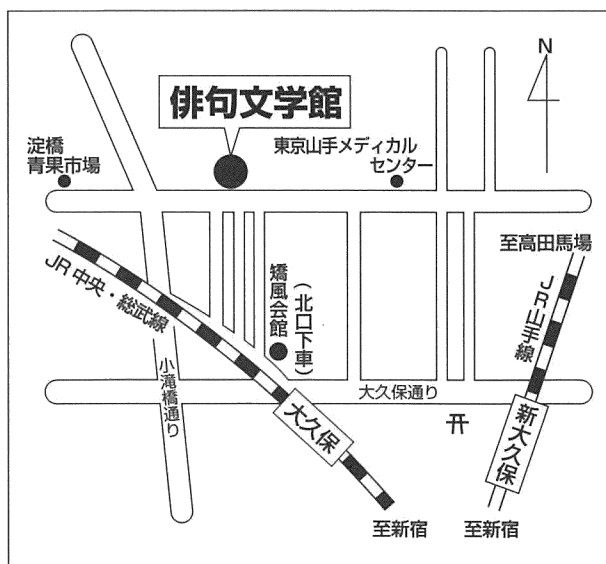 N
俳句文学館
淀橋
青果市場
東京山手メディカル
センター
至高田馬場
JR中央・総武線
矯風会館
(北口下車)
JR山手線
小滝橋通り
大久保通り
大久保
新大久保
至新宿
至新宿